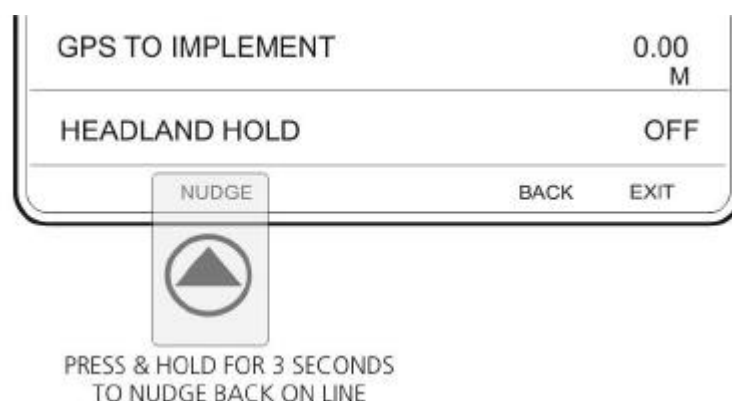 GPS TO IMPLEMENT 0.00
M
HEADLAND HOLD OFF
NUDGE BACK EXIT
PRESS & HOLD FOR 3 SECONDS
TO NUDGE BACK ON LINE